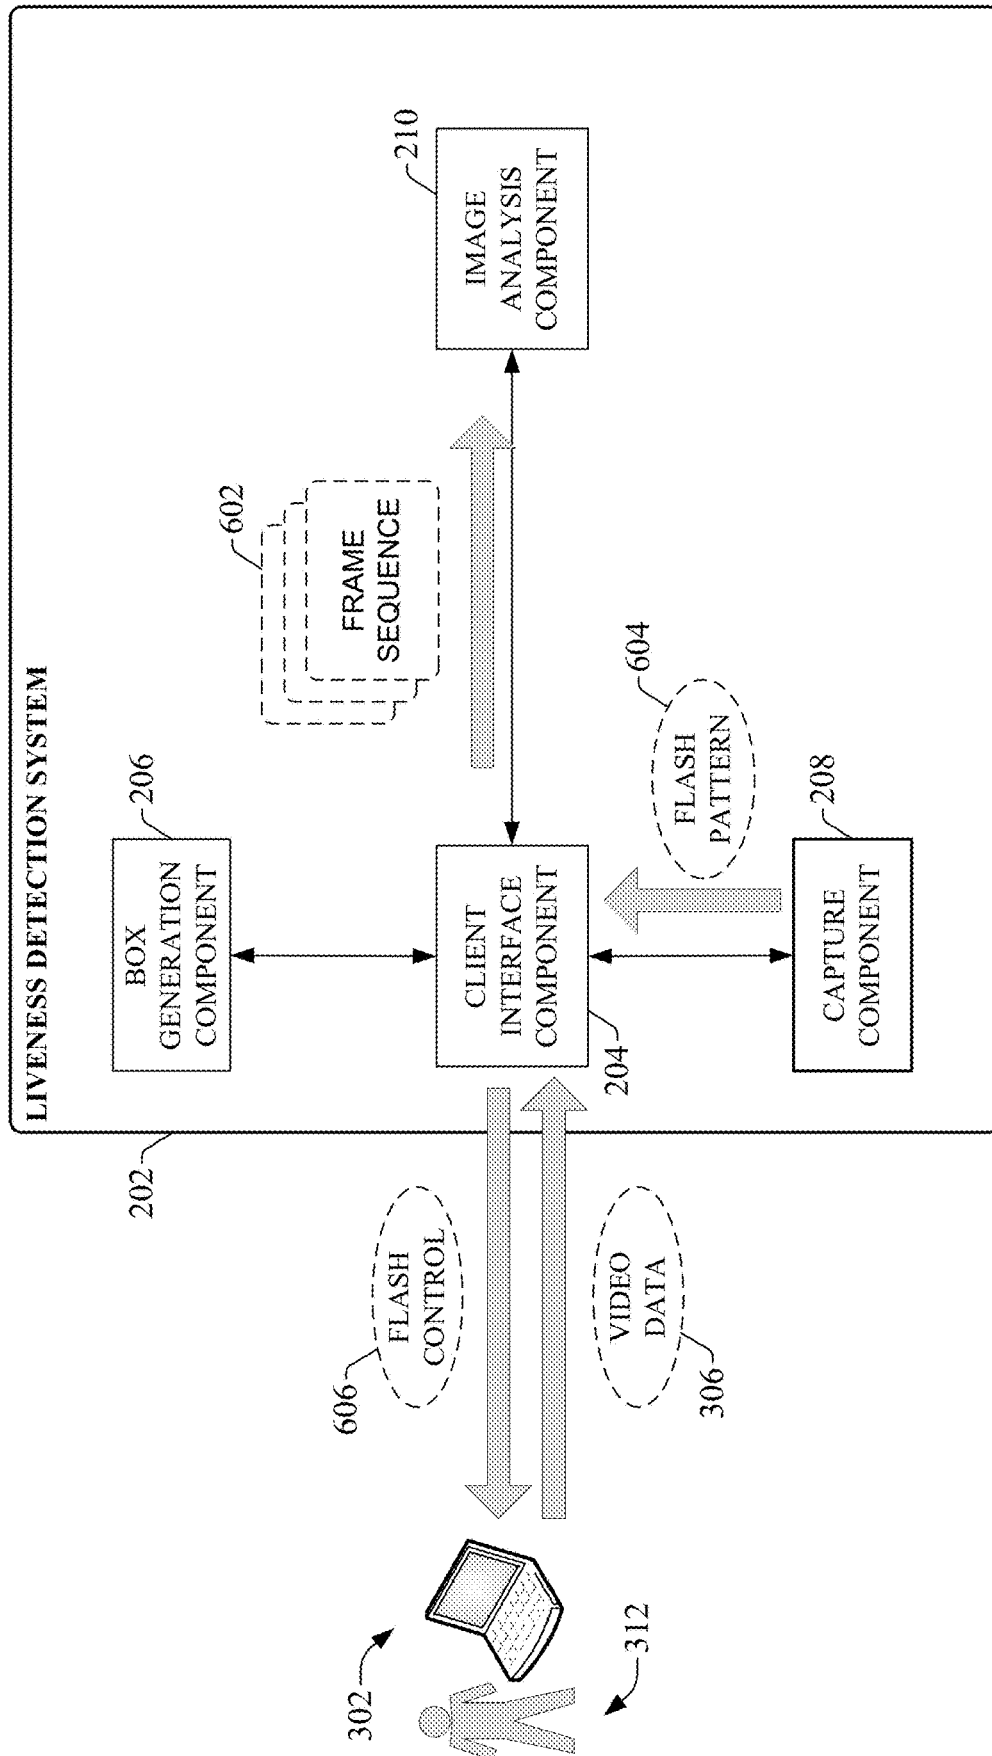 LIVENESS DETECTION SYSTEM
202
206
BOX
GENERATION
COMPONENT
602
FRAME
SEQUENCE
210
IMAGE
ANALYSIS
COMPONENT
302
312
606
FLASH
CONTROL
VIDEO
DATA
306
CLIENT
INTERFACE
COMPONENT
204
604
FLASH
PATTERN
208
CAPTURE
COMPONENT